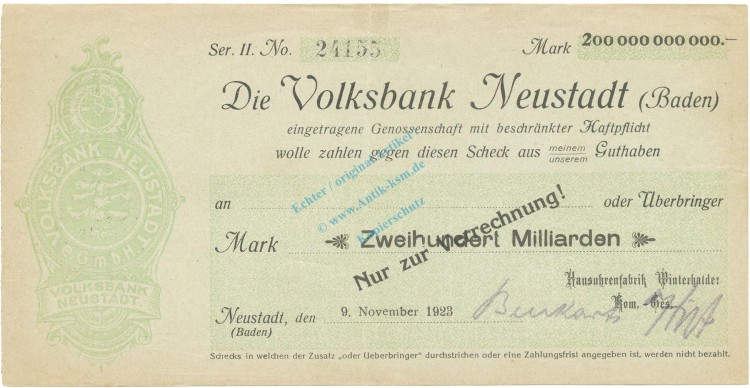 Ser. II. No. 24155 Mark 200 000 000 000.-
Die Volksbank Neustadt (Baden)
eingetragene Genossenschaft mit beschränkter Haftpflicht
wolle zahlen gegen diesen Scheck aus meinem unserem Guthaben
an oder Überbringer
Mark Zweihundert Milliarden
Nur zur Verrechnung!
Hausuhrenfabrik Winterhalder
Kom.-Ges.
Neustadt, den 9. November 1923
(Baden)
Schecks in welchen der Zusatz „oder Ueberbringer" durchstrichen oder eine Zahlungsfrist angegeben ist, werden nicht bezahlt.
VOLKSBANK NEUSTADT
e.G.m.b.H.
VOLKSBANK
NEUSTADT
Echter / original Antikel
© www.Antik-ksm.de
Kopierschutz